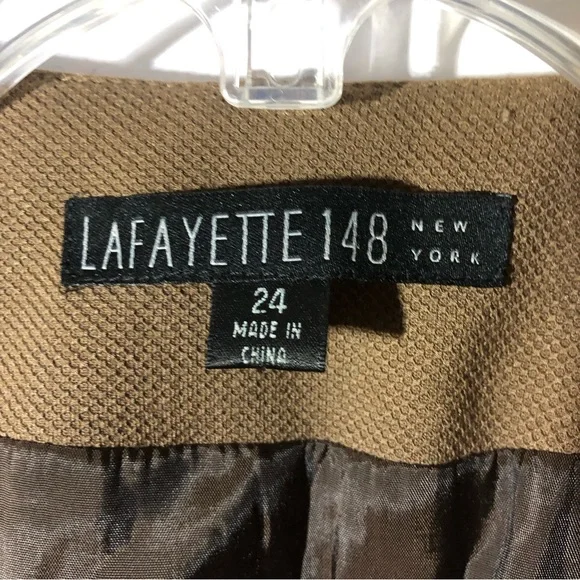 LAFAYETTE 148 NEW YORK
24
MADE IN
CHINA